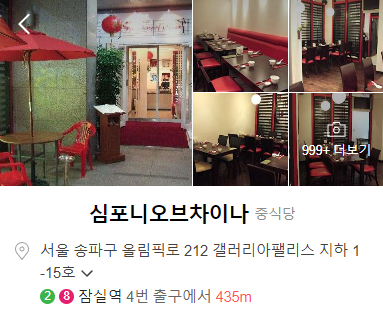 999+ 더보기
심포니오브차이나 중식당
서울 송파구 올림픽로 212 갤러리아팰리스 지하 1
-15호
2 8 잠실역 4번 출구에서 435m